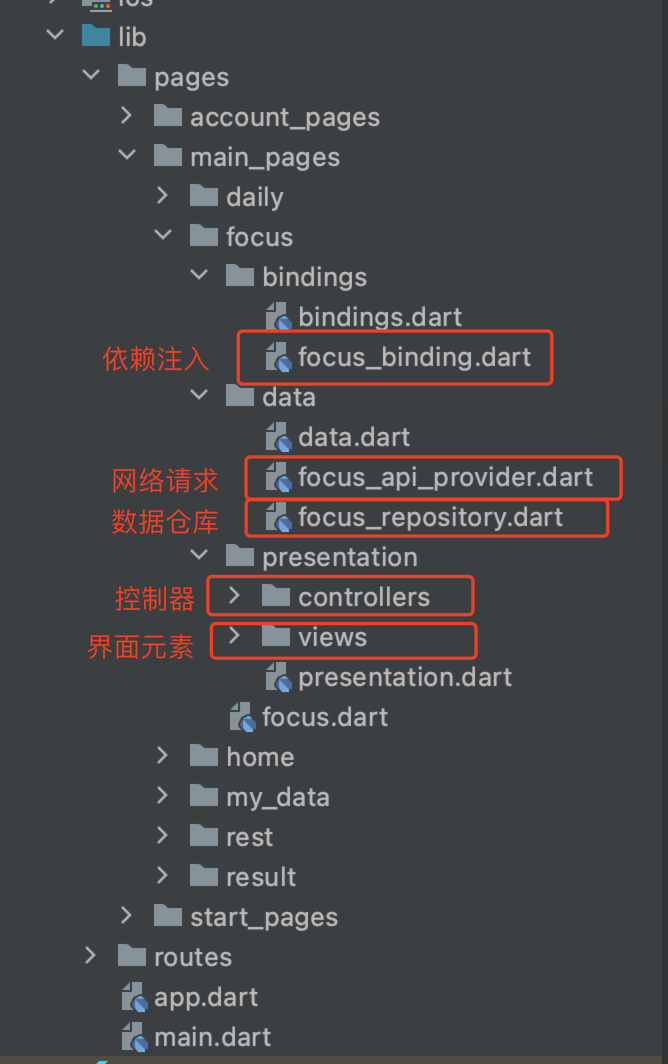 ios
lib
pages
account_pages
main_pages
daily
focus
bindings
bindings.dart
依赖注入 focus_binding.dart
data
data.dart
网络请求 focus_api_provider.dart
数据仓库 focus_repository.dart
presentation
控制器 controllers
界面元素 views
presentation.dart
focus.dart
home
my_data
rest
result
start_pages
routes
app.dart
main.dart